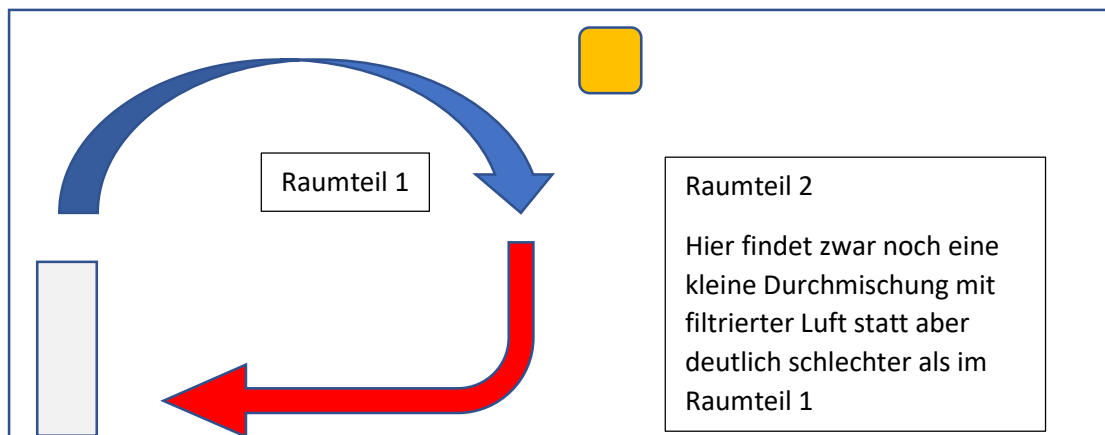 Raumteil 1
Raumteil 2
Hier findet zwar noch eine
kleine Durchmischung mit
filtrierter Luft statt aber
deutlich schlechter als im
Raumteil 1